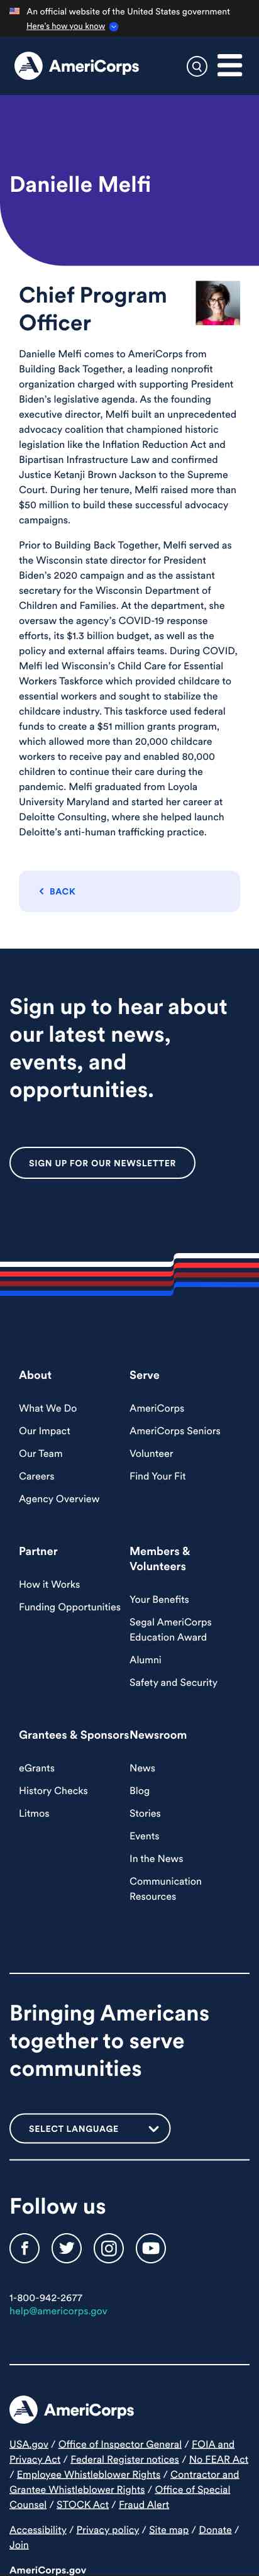 An official website of the United States government
Here's how you know
AmeriCorps
Danielle Melfi
Chief Program
Officer
Danielle Melfi comes to AmeriCorps from
Building Back Together, a leading nonprofit
organization charged with supporting President
Biden's legislative agenda. As the founding
executive director, Melfi built an unprecedented
advocacy coalition that championed historic
legislation like the Inflation Reduction Act and
Bipartisan Infrastructure Law and confirmed
Justice Ketanji Brown Jackson to the Supreme
Court. During her tenure, Melfi raised more than
$50 million to build these successful advocacy
campaigns.
Prior to Building Back Together, Melfi served as
the Wisconsin state director for President
Biden's 2020 campaign and as the assistant
secretary for the Wisconsin Department of
Children and Families. At the department, she
oversaw the agency's COVID-19 response
efforts, its $1.3 billion budget, as well as the
policy and external affairs teams. During COVID,
Melfi led Wisconsin's Child Care for Essential
Workers Taskforce which provided childcare to
essential workers and sought to stabilize the
childcare industry. This taskforce used federal
funds to create a $51 million grants program,
which allowed more than 20,000 childcare
workers to receive pay and enabled 80,000
children to continue their care during the
pandemic. Melfi graduated from Loyola
University Maryland and started her career at
Deloitte Consulting, where she helped launch
Deloitte's anti-human trafficking practice.
BACK
Sign up to hear about
our latest news,
events, and
opportunities.
SIGN UP FOR OUR NEWSLETTER
About
What We Do
Our Impact
Our Team
Careers
Agency Overview
Serve
AmeriCorps
AmeriCorps Seniors
Volunteer
Find Your Fit
Partner
How it Works
Funding Opportunities
Members &
Volunteers
Your Benefits
Segal AmeriCorps
Education Award
Alumni
Safety and Security
Grantees & Sponsors
eGrants
History Checks
Litmos
Newsroom
News
Blog
Stories
Events
In the News
Communication
Resources
Bringing Americans
together to serve
communities
SELECT LANGUAGE
Follow us
1-800-942-2677
help@americorps.gov
AmeriCorps
USA.gov / Office of Inspector General / FOIA and
Privacy Act / Federal Register notices / No FEAR Act
/ Employee Whistleblower Rights / Contractor and
Grantee Whistleblower Rights / Office of Special
Counsel / STOCK Act / Fraud Alert
Accessibility / Privacy policy / Site map / Donate /
Join
AmeriCorps.gov